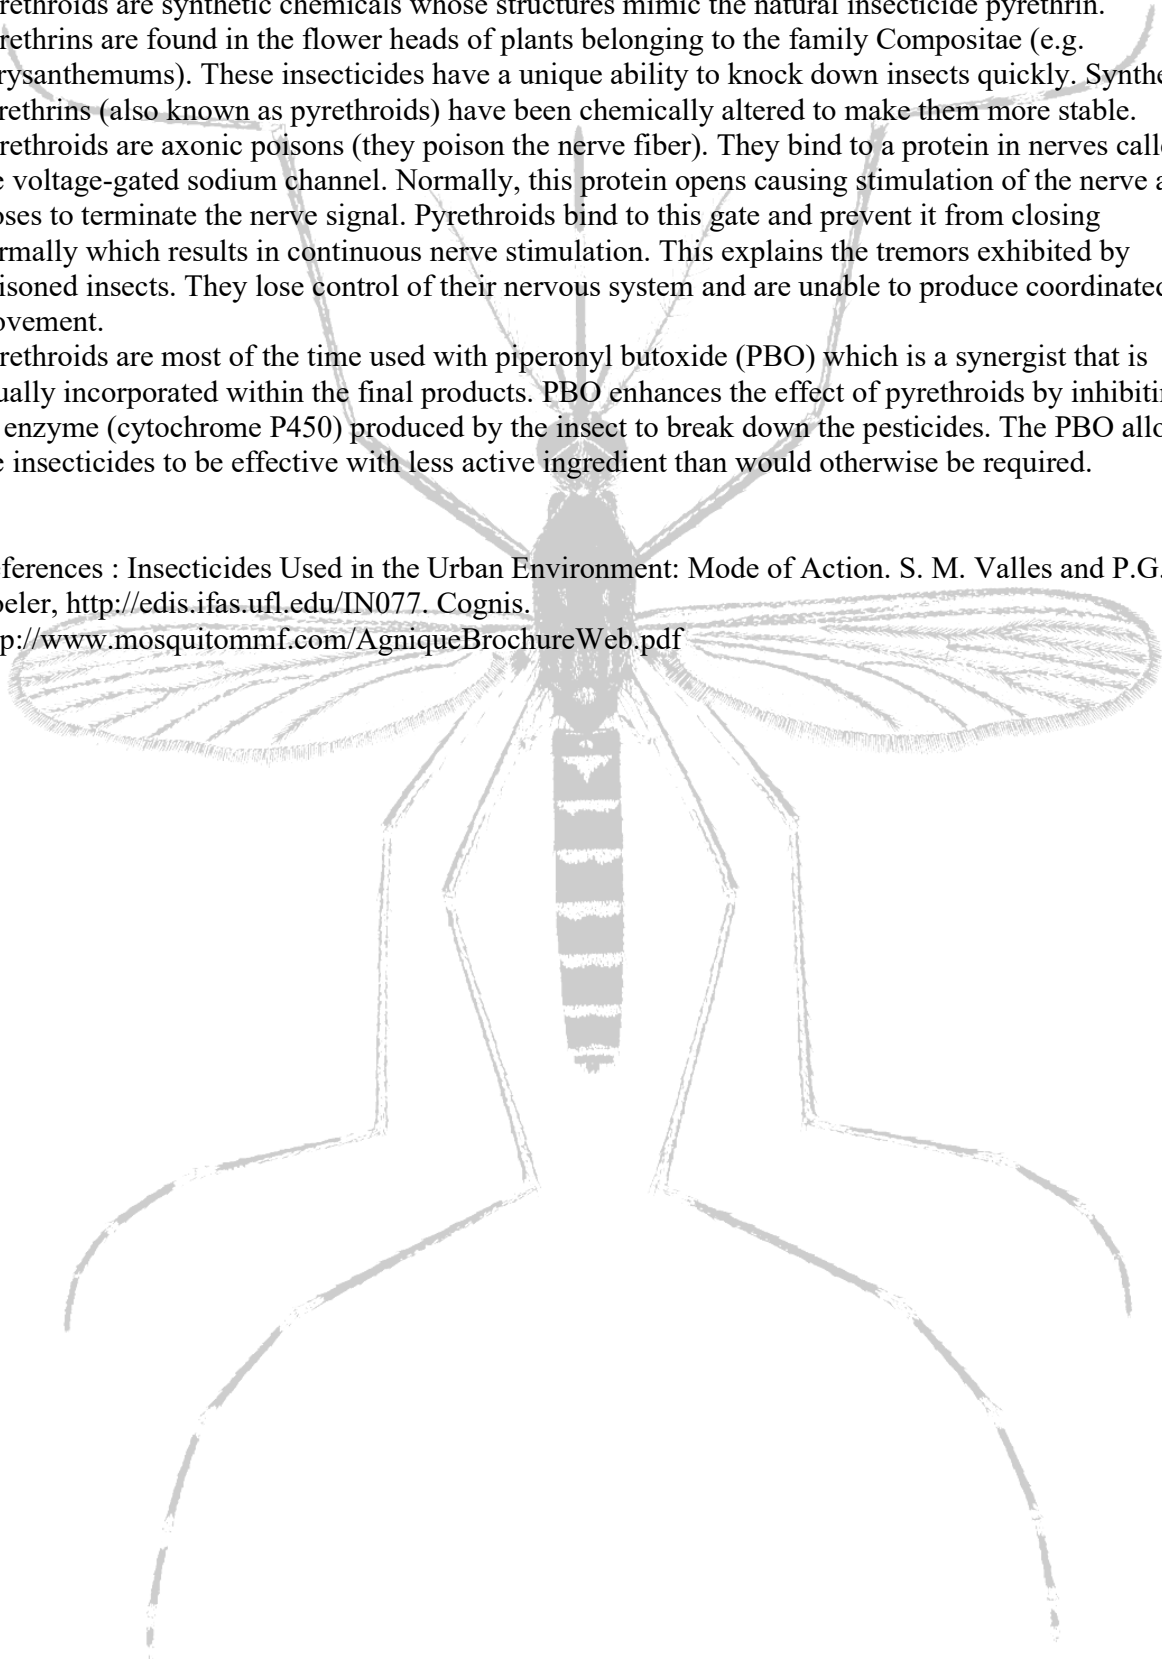 rethroids are synthetic chemicals whose structures mimic the natural insecticide pyrethrin.
rethrins are found in the flower heads of plants belonging to the family Compositae (e.g.
rysanthemums). These insecticides have a unique ability to knock down insects quickly. Synthe
rethrins (also known as pyrethroids) have been chemically altered to make them more stable.
rethroids are axonic poisons (they poison the nerve fiber). They bind to a protein in nerves calle
e voltage-gated sodium channel. Normally, this protein opens causing stimulation of the nerve a
oses to terminate the nerve signal. Pyrethroids bind to this gate and prevent it from closing
rmally which results in continuous nerve stimulation. This explains the tremors exhibited by
isoned insects. They lose control of their nervous system and are unable to produce coordinated
ovement.
rethroids are most of the time used with piperonyl butoxide (PBO) which is a synergist that is
ually incorporated within the final products. PBO enhances the effect of pyrethroids by inhibitin
enzyme (cytochrome P450) produced by the insect to break down the pesticides. The PBO allo
e insecticides to be effective with less active ingredient than would otherwise be required.
ferences : Insecticides Used in the Urban Environment: Mode of Action. S. M. Valles and P.G.
oeler, http://edis.ifas.ufl.edu/IN077. Cognis.
p://www.mosquitommf.com/AgniqueBrochureWeb.pdf